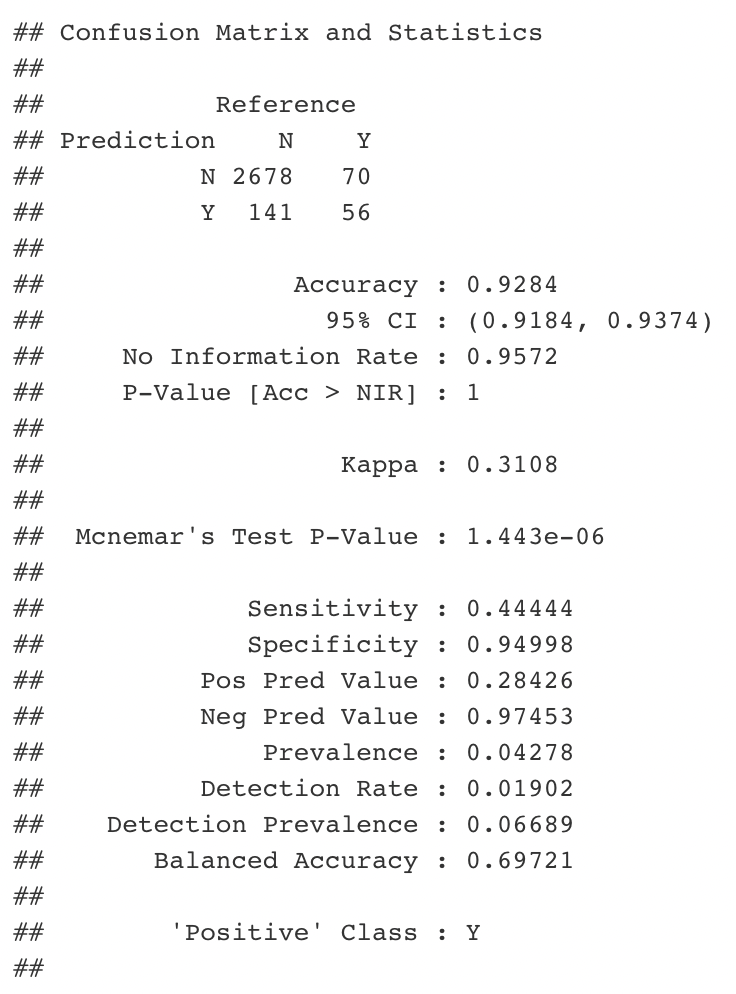 ## Confusion Matrix and Statistics
##
##           Reference
## Prediction    N    Y
##          N 2678   70
##          Y  141   56
##
##                Accuracy : 0.9284
##                  95% CI : (0.9184, 0.9374)
##     No Information Rate : 0.9572
##     P-Value [Acc > NIR] : 1
##
##                   Kappa : 0.3108
##
##  Mcnemar's Test P-Value : 1.443e-06
##
##             Sensitivity : 0.44444
##             Specificity : 0.94998
##          Pos Pred Value : 0.28426
##          Neg Pred Value : 0.97453
##              Prevalence : 0.04278
##          Detection Rate : 0.01902
##    Detection Prevalence : 0.06689
##       Balanced Accuracy : 0.69721
##
##        'Positive' Class : Y
##